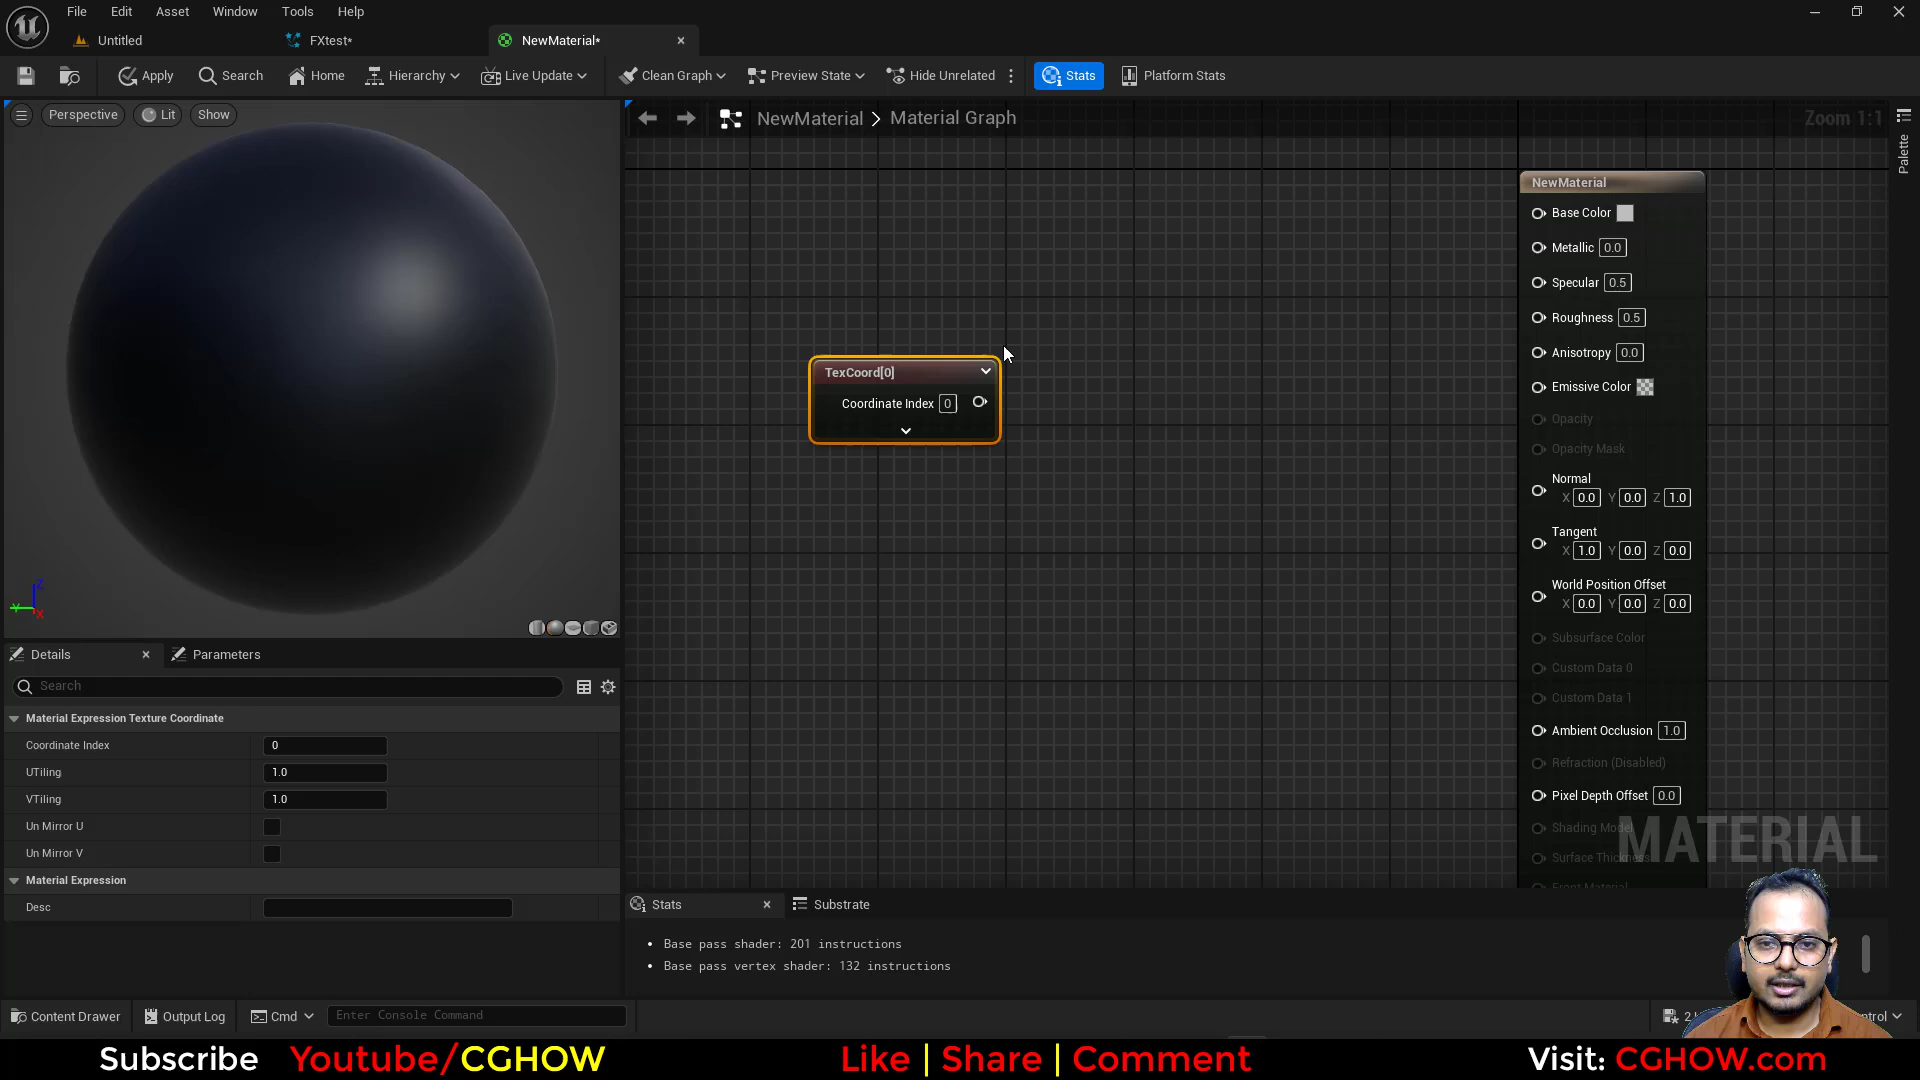 File Edit Asset Window Tools Help
Untitled FXtest* NewMaterial*
Apply Search Home Hierarchy Live Update Clean Graph Preview State Hide Unrelated Stats Platform Stats
Perspective Lit Show
NewMaterial > Material Graph
Zoom 1:1
Palette
NewMaterial
Base Color
Metallic 0.0
Specular 0.5
Roughness 0.5
Anisotropy 0.0
Emissive Color
Opacity
Opacity Mask
Normal
X 0.0 Y 0.0 Z 1.0
Tangent
X 1.0 Y 0.0 Z 0.0
World Position Offset
X 0.0 Y 0.0 Z 0.0
Subsurface Color
Custom Data 0
Custom Data 1
Ambient Occlusion 1.0
Refraction (Disabled)
Pixel Depth Offset 0.0
Shading Model
Surface Thickness
Front Material
MATERIAL
TexCoord[0]
Coordinate Index 0
Z
Y
X
Details Parameters
Search
Material Expression Texture Coordinate
Coordinate Index 0
UTiling 1.0
VTiling 1.0
Un Mirror U
Un Mirror V
Material Expression
Desc
Stats Substrate
• Base pass shader: 201 instructions
• Base pass vertex shader: 132 instructions
Content Drawer Output Log Cmd Enter Console Command
Subscribe Youtube/CGHOW Like | Share | Comment Visit: CGHOW.com